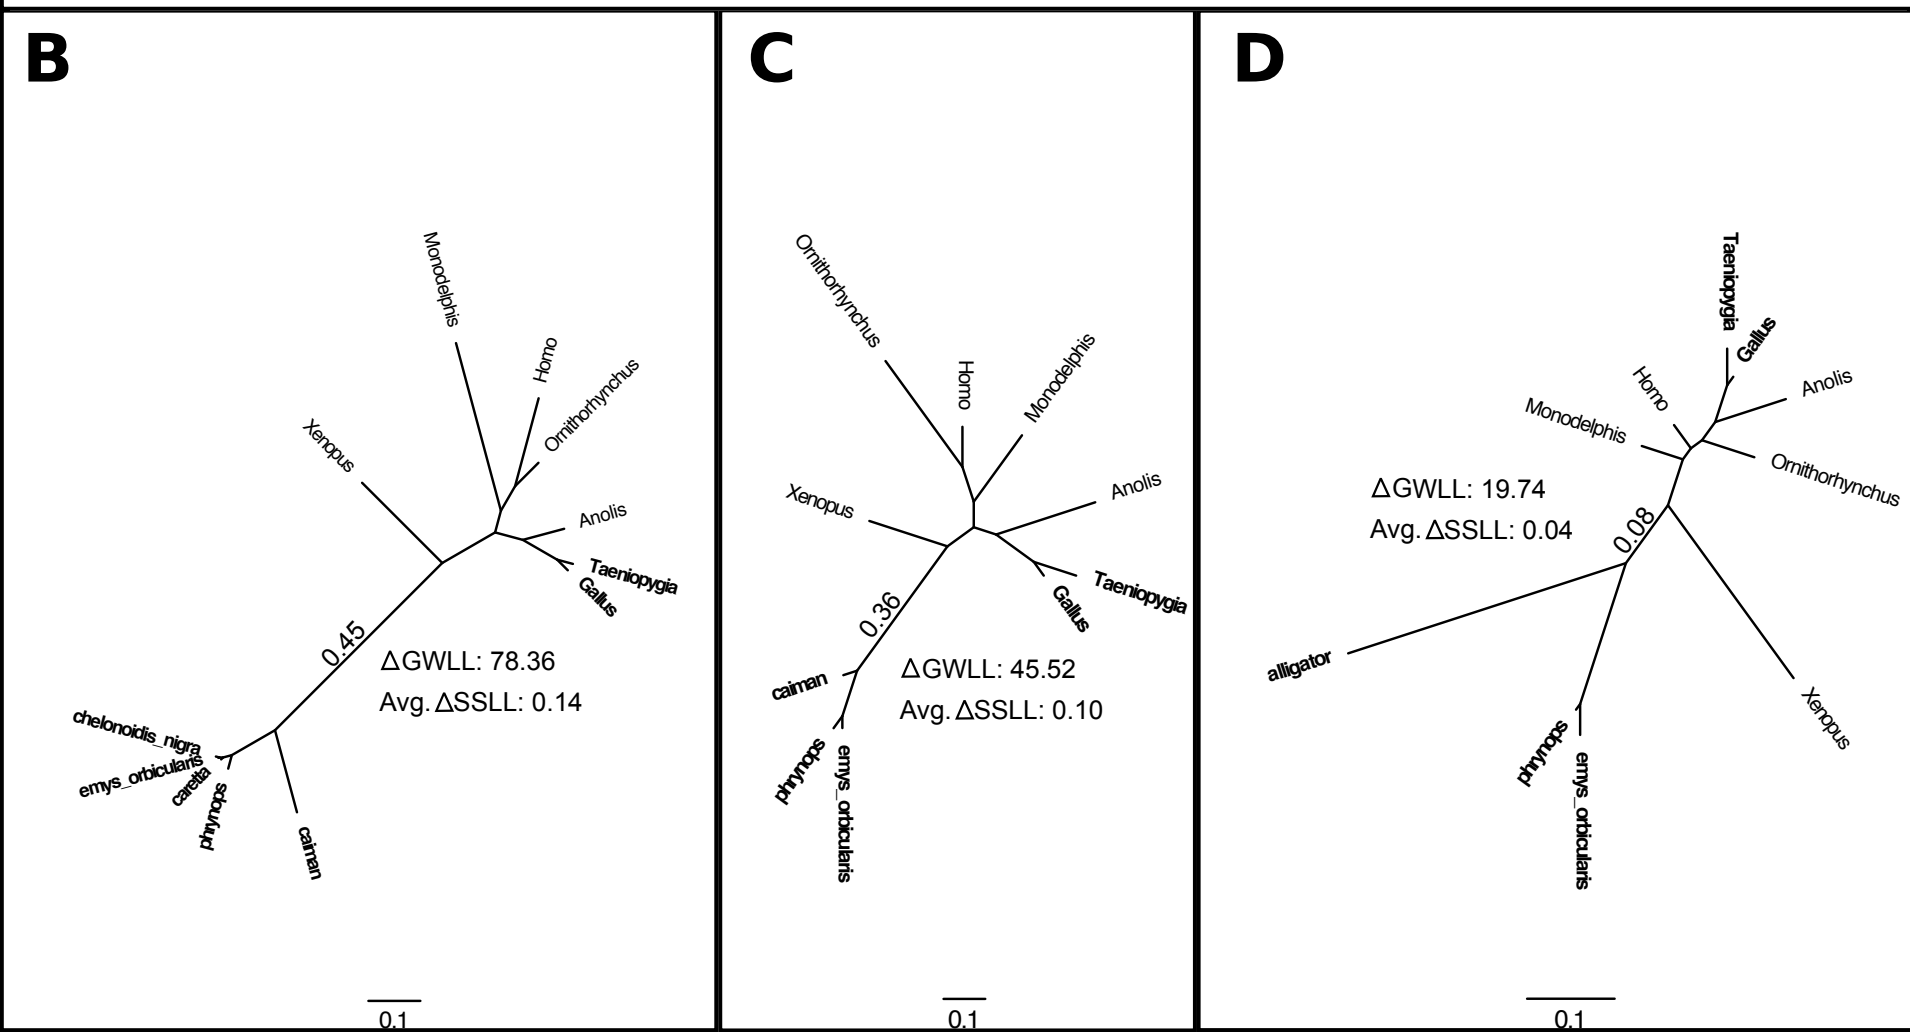 B
Monodelphis
Homo
Ornithorhynchus
Xenopus
Anolis
Taeniopygia
Gallus
0.45
ΔGWLL: 78.36
Avg. ΔSSLL: 0.14
chelonoidis_nigra
emys_orbicularis
caretta
phrynops
caiman
0.1
C
Ornithorhynchus
Homo
Monodelphis
Xenopus
Anolis
Taeniopygia
Gallus
0.36
ΔGWLL: 45.52
Avg. ΔSSLL: 0.10
caiman
phrynops
emys_orbicularis
0.1
D
Taeniopygia
Gallus
Homo
Anolis
Monodelphis
Ornithorhynchus
ΔGWLL: 19.74
Avg. ΔSSLL: 0.04
0.08
alligator
Xenopus
phrynops
emys_orbicularis
0.1